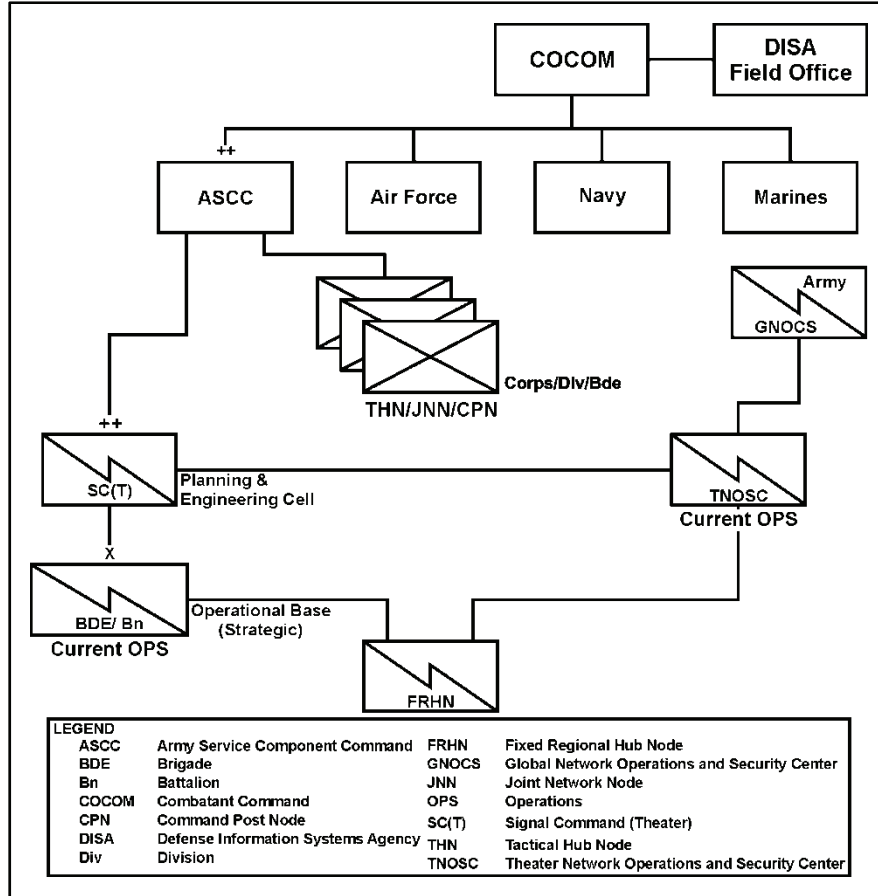 COCOM
DISA
Field Office
++
ASCC
Air Force
Navy
Marines
Army
GNOCS
Corps/Div/Bde
THN/JNN/CPN
++
SC(T)
Planning &
Engineering Cell
TNOSC
Current OPS
X
BDE/ Bn
Current OPS
Operational Base
(Strategic)
FRHN
LEGEND
ASCC Army Service Component Command
BDE Brigade
Bn Battalion
COCOM Combatant Command
CPN Command Post Node
DISA Defense Information Systems Agency
Div Division
FRHN Fixed Regional Hub Node
GNOCS Global Network Operations and Security Center
JNN Joint Network Node
OPS Operations
SC(T) Signal Command (Theater)
THN Tactical Hub Node
TNOSC Theater Network Operations and Security Center